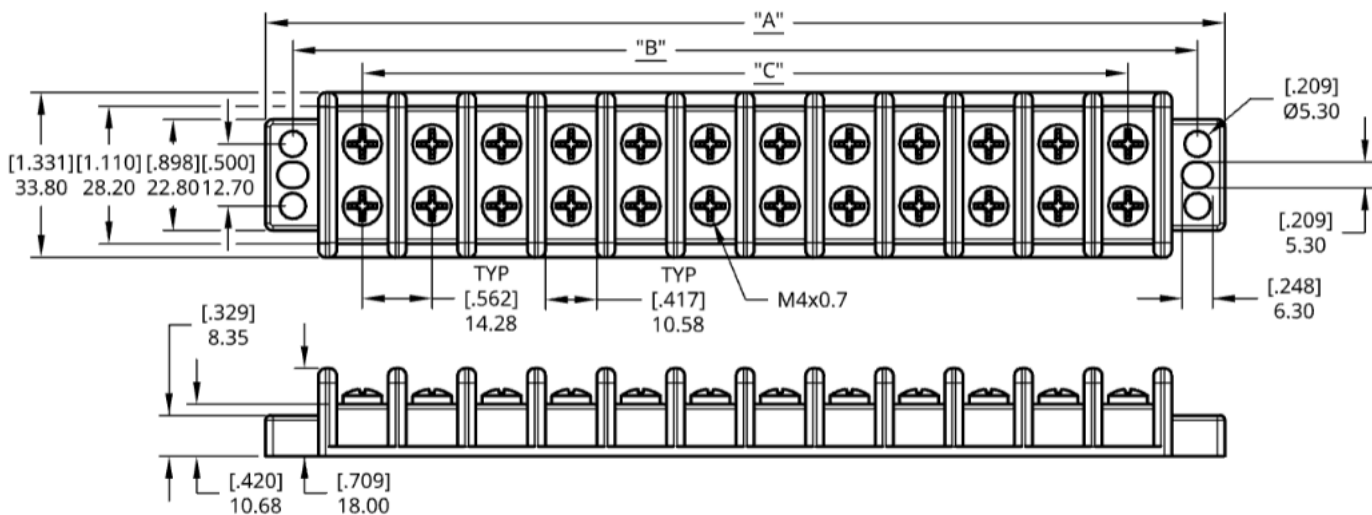 "A"
"B"
"C"
[.209]
Ø5.30
[1.331] [1.110] [.898] [.500]
33.80 28.20 22.80 12.70
[.209]
5.30
TYP
[.562]
14.28
TYP
[.417]
10.58
M4x0.7
[.248]
6.30
[.329]
8.35
[.420]
10.68
[.709]
18.00